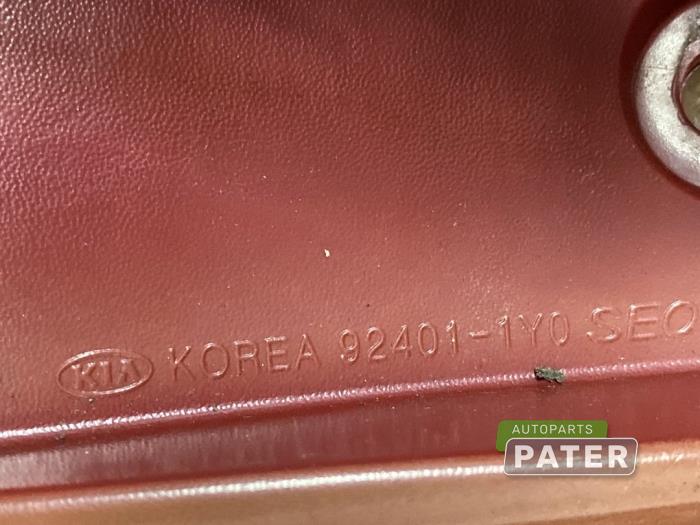 KIA KOREA 92401-1Y0 SEO
AUTOPARTS
PATER